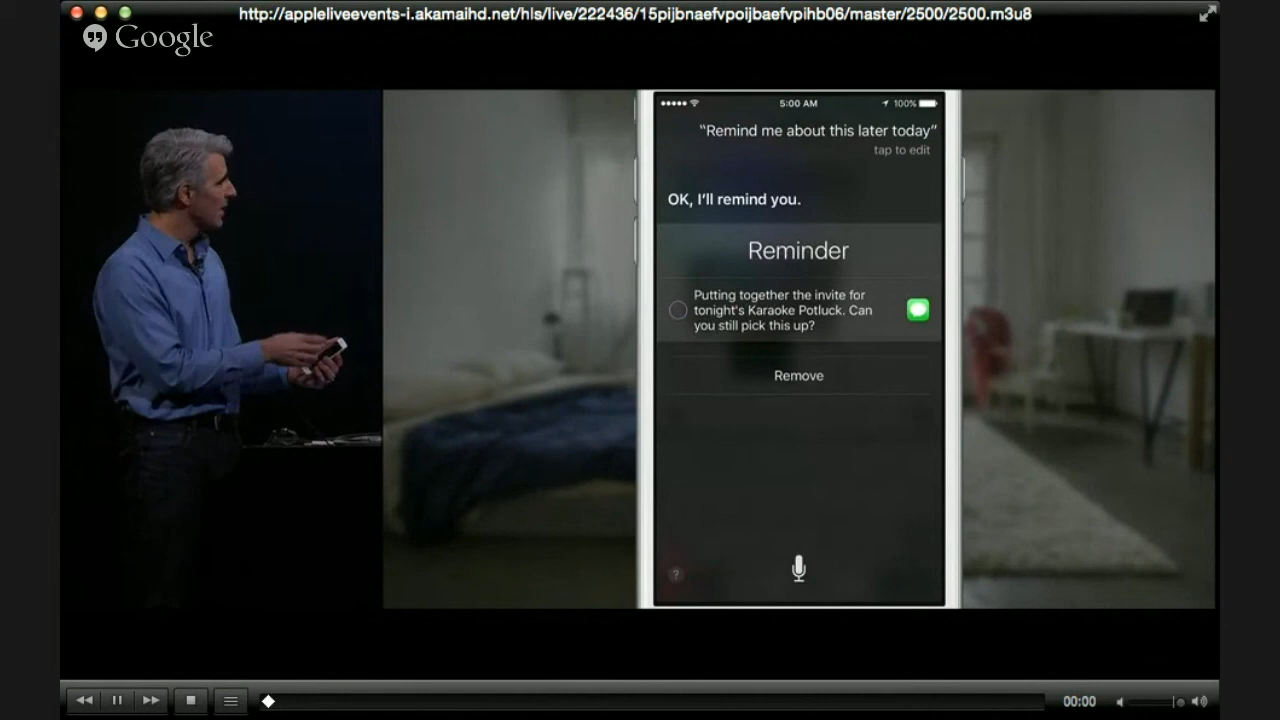 http://appleliveevents-i.akamaihd.net/hls/live/222436/15pijbnaefvpoijbaefvpihb06/master/2500/2500.m3u8
Google
5:00 AM
100%
“Remind me about this later today”
tap to edit
OK, I’ll remind you.
Reminder
Putting together the invite for
tonight's Karaoke Potluck. Can
you still pick this up?
Remove
?
00:00